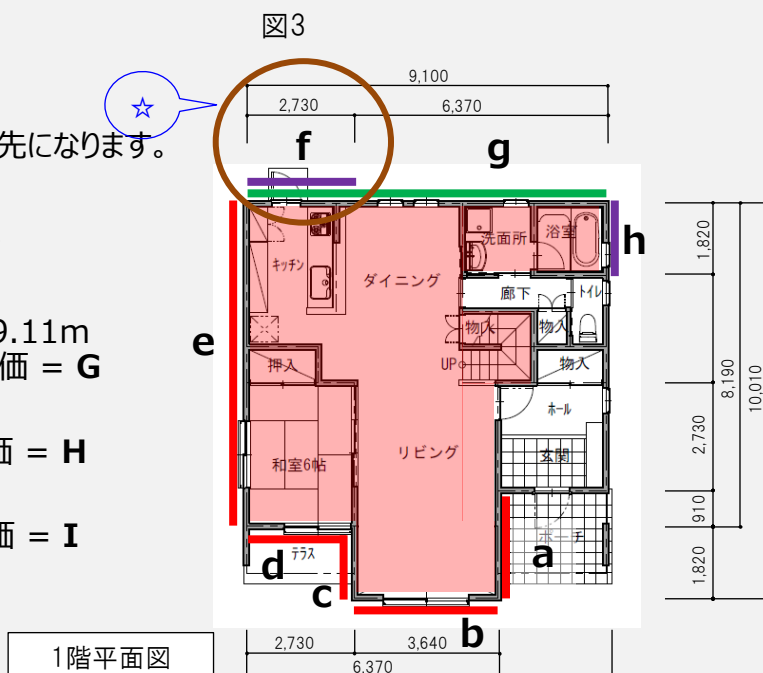 図3
☆
9,100
2,730
6,370
先になります。
f
g
h
洗面所
浴室
キッチン
ダイニング
廊下
トイレ
1,820
9.11m
価 = G
e
物入
物入
押入
UP
物入
8,190
10,010
ホール
価 = H
和室6帖
リビング
玄関
2,730
価 = I
910
ポーチ
a
テラス
d
c
1,820
b
1階平面図
2,730
3,640
6,370